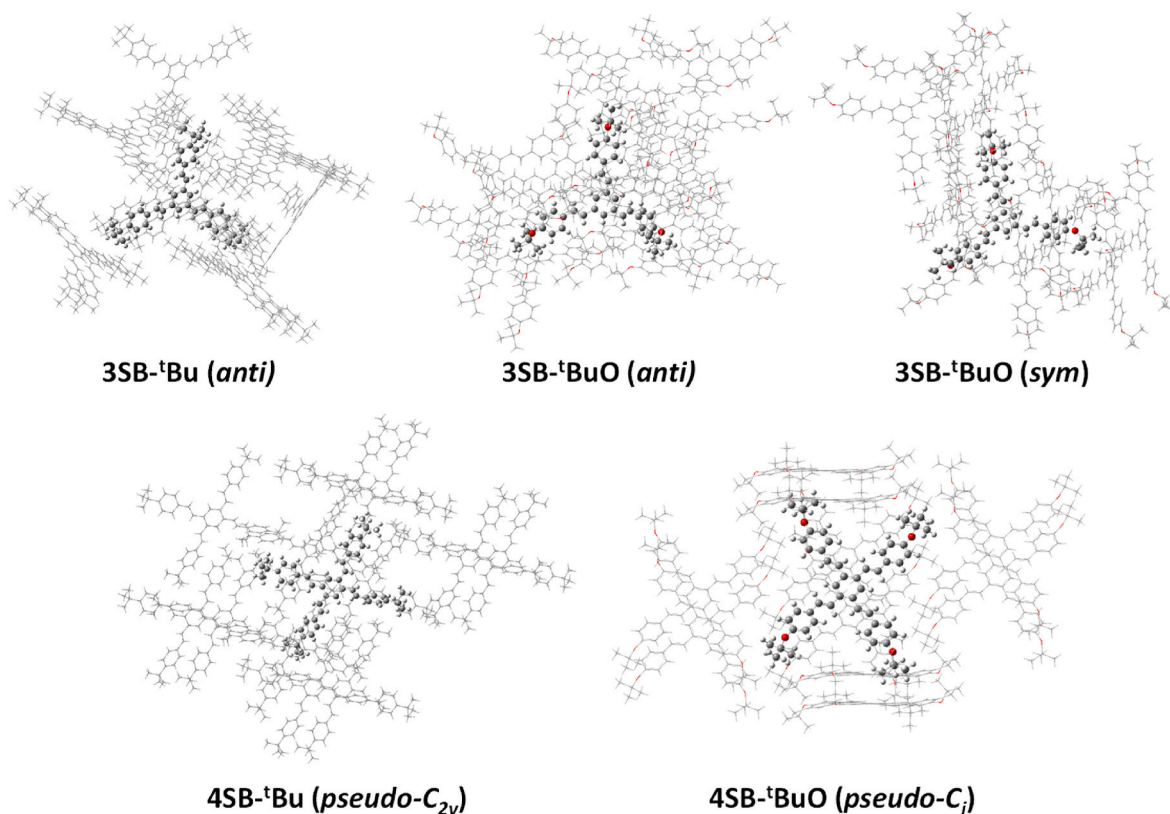 3SB-ᵗBu (anti)
3SB-ᵗBuO (anti)
3SB-ᵗBuO (sym)
4SB-ᵗBu (pseudo-C₂ᵥ)
4SB-ᵗBuO (pseudo-Cᵢ)